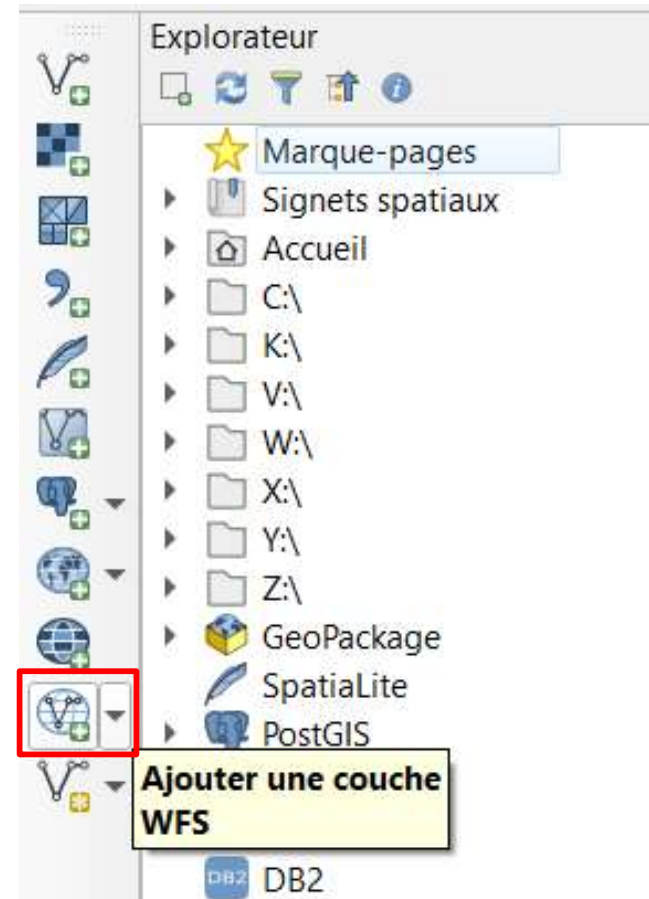 Explorateur
Marque-pages
Signets spatiaux
Accueil
C:\
K:\
V:\
W:\
X:\
Y:\
Z:\
GeoPackage
SpatiaLite
PostGIS
Ajouter une couche
WFS
DB2 DB2